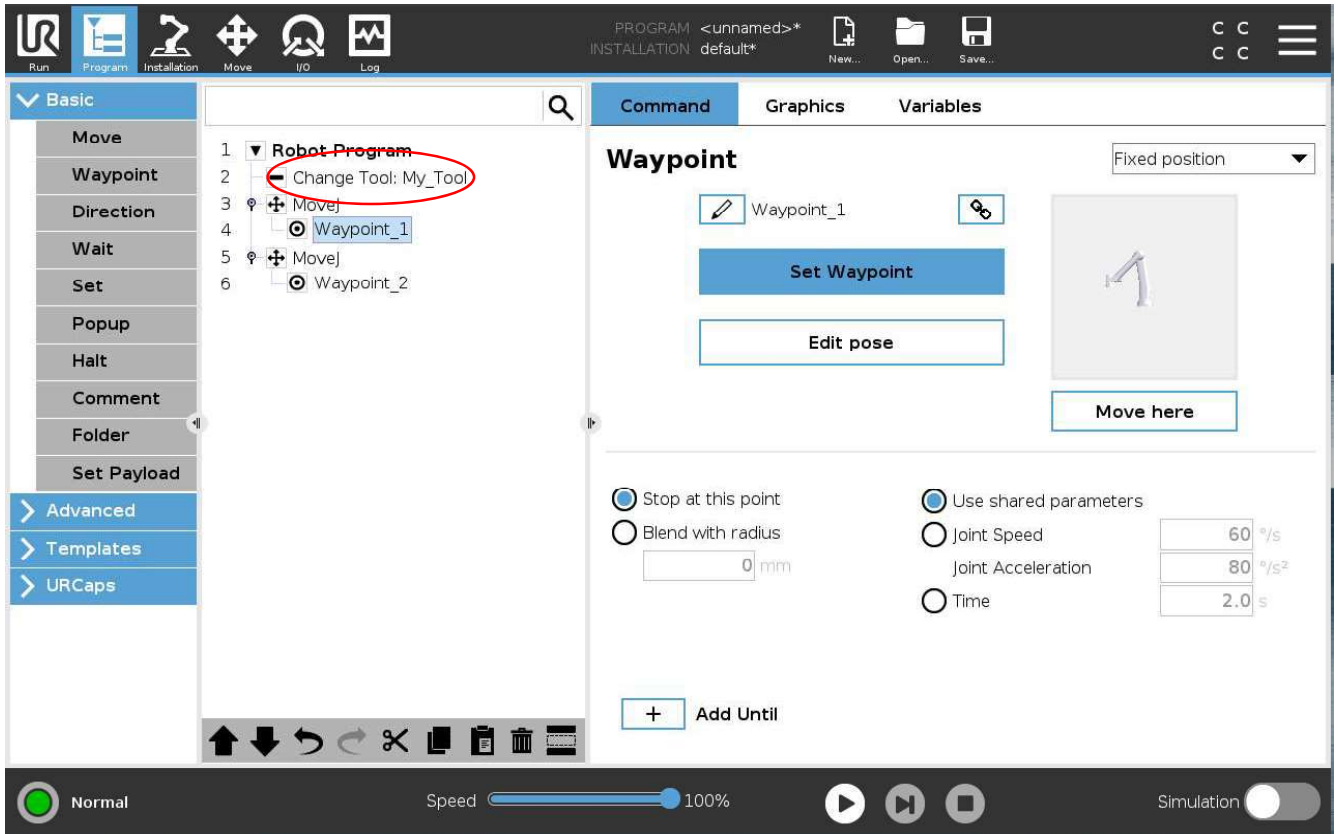 UR
Run
Program
Installation
Move
I/O
Log
PROGRAM <unnamed>*
INSTALLATION default*
New...
Open...
Save...
C C
C C
Basic
Move
Waypoint
Direction
Wait
Set
Popup
Halt
Comment
Folder
Set Payload
Advanced
Templates
URCaps
1 Robot Program
2 Change Tool: My_Tool
3 MoveJ
4 Waypoint_1
5 MoveJ
6 Waypoint_2
Command Graphics Variables
Waypoint
Fixed position
Waypoint_1
Set Waypoint
Edit pose
Move here
Stop at this point
Blend with radius
0 mm
Use shared parameters
Joint Speed 60 °/s
Joint Acceleration 80 °/s²
Time 2.0 s
+ Add Until
Normal
Speed 100%
Simulation